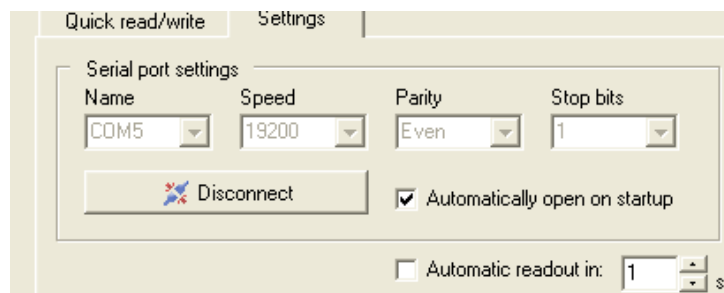 Quick read/write Settings
Serial port settings
Name Speed Parity Stop bits
COM5 19200 Even 1
Disconnect Automatically open on startup
Automatic readout in: 1 s